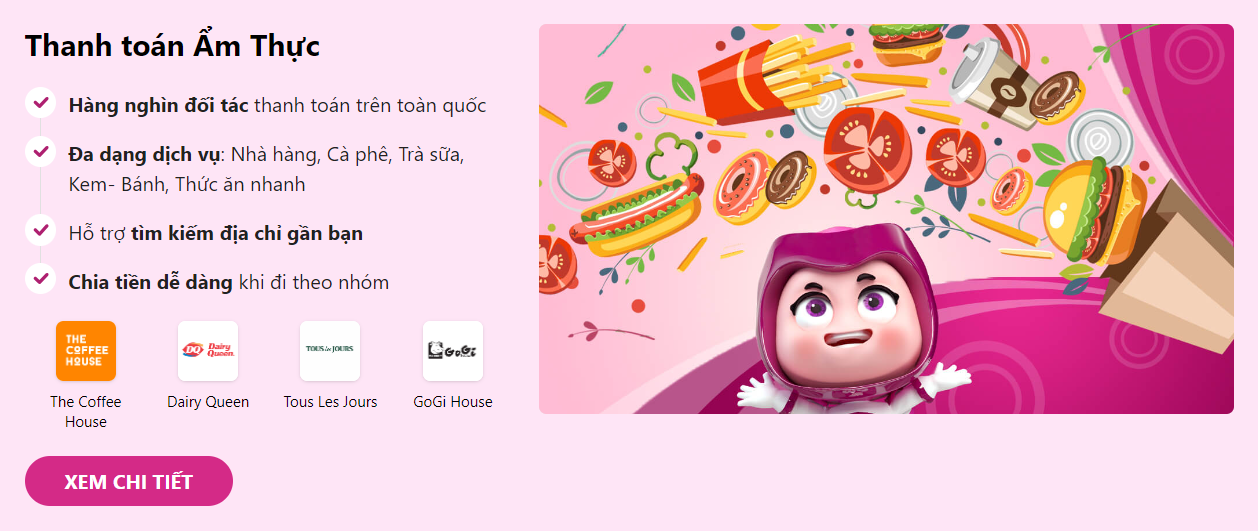 Thanh toán Ẩm Thực
Hàng nghìn đối tác thanh toán trên toàn quốc
Đa dạng dịch vụ: Nhà hàng, Cà phê, Trà sữa,
Kem- Bánh, Thức ăn nhanh
Hỗ trợ tìm kiếm địa chỉ gần bạn
Chia tiền dễ dàng khi đi theo nhóm
THE
COFFEE
HOUSE
DQ Dairy
Queen
TOUS les JOURS
GoGi
The Coffee
House
Dairy Queen
Tous Les Jours
GoGi House
XEM CHI TIẾT